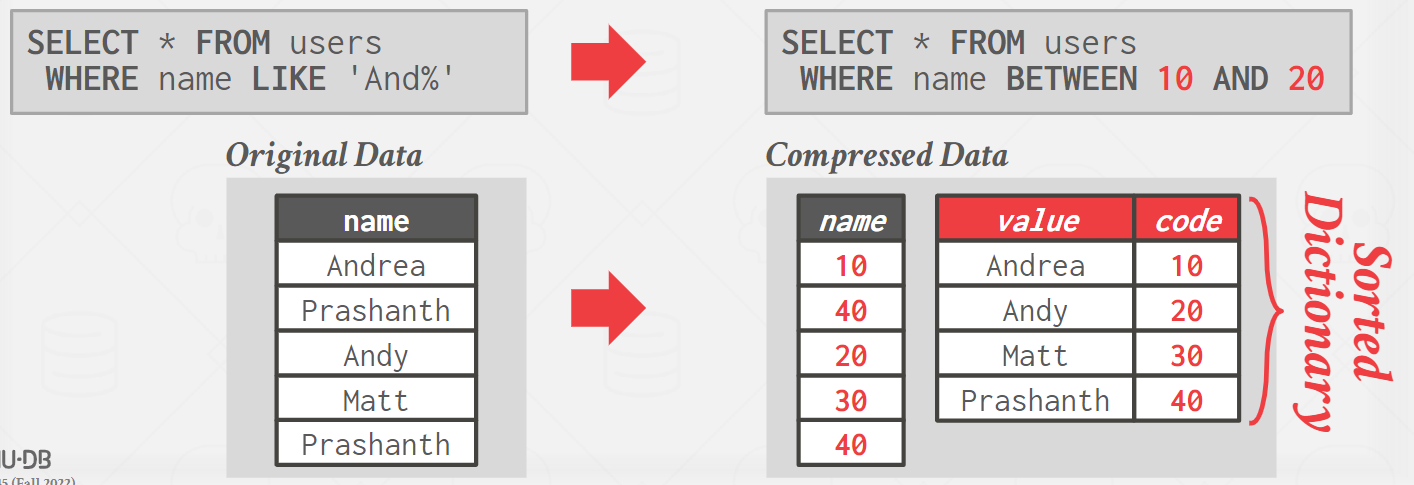 SELECT * FROM users
WHERE name LIKE 'And%'
SELECT * FROM users
WHERE name BETWEEN 10 AND 20
Original Data
name
Andrea
Prashanth
Andy
Matt
Prashanth
Compressed Data
name
10
40
20
30
40
value code
Andrea 10
Andy 20
Matt 30
Prashanth 40
Sorted
Dictionary
U·DB
45 (Fall 2022)